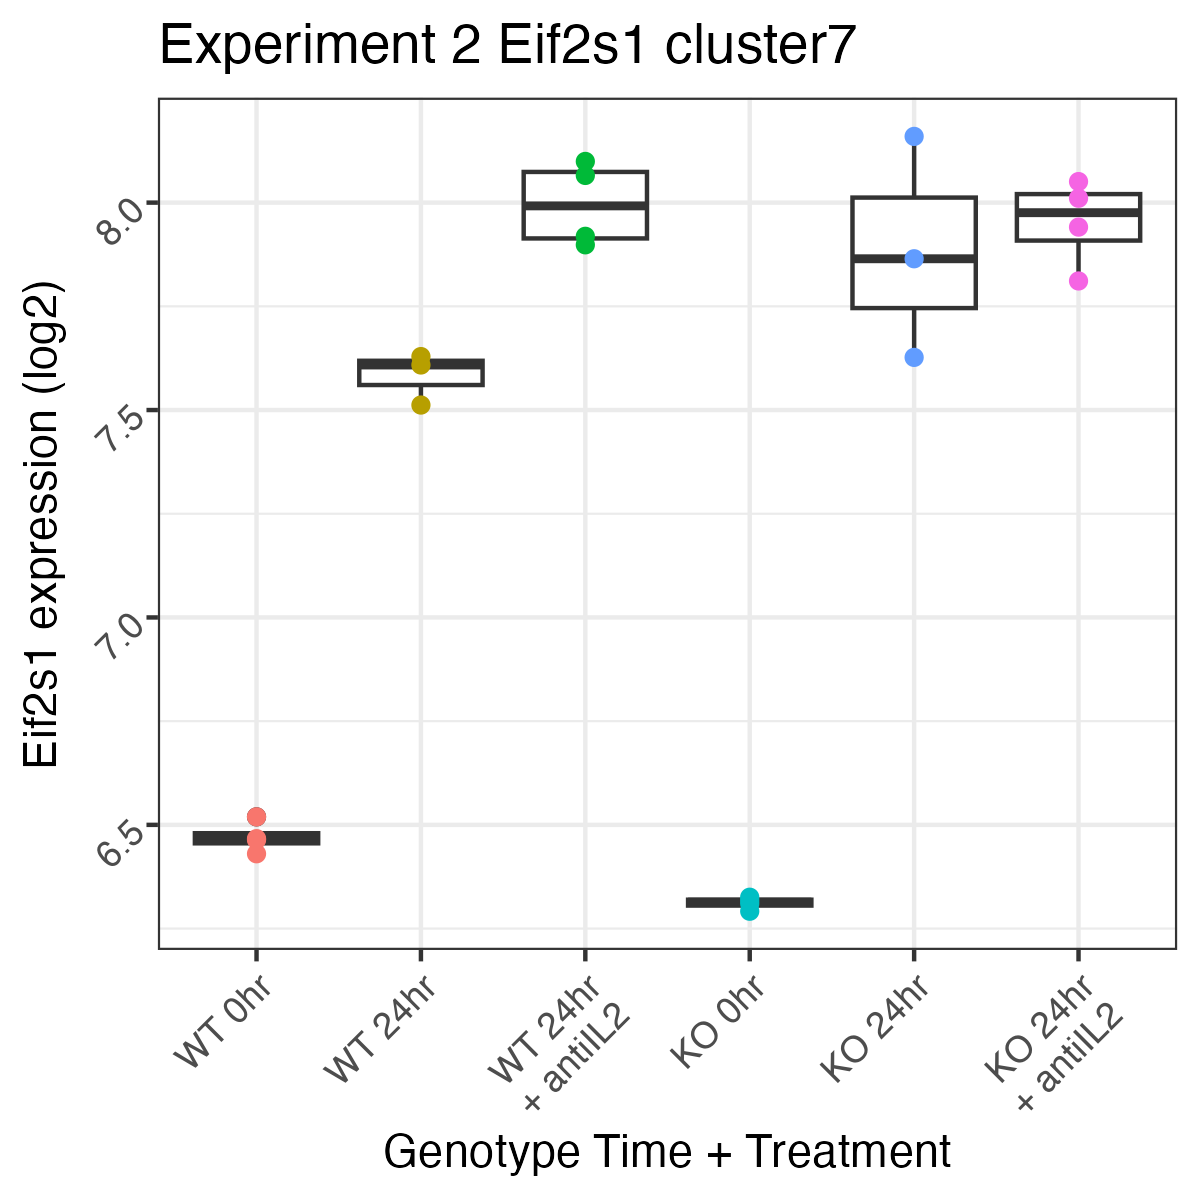 Experiment 2 Eif2s1 cluster7
Eif2s1 expression (log2)
8.0
7.5
7.0
6.5
WT 0hr
WT 24hr
WT 24hr
+ antiIL2
KO 0hr
KO 24hr
KO 24hr
+ antiIL2
Genotype Time + Treatment